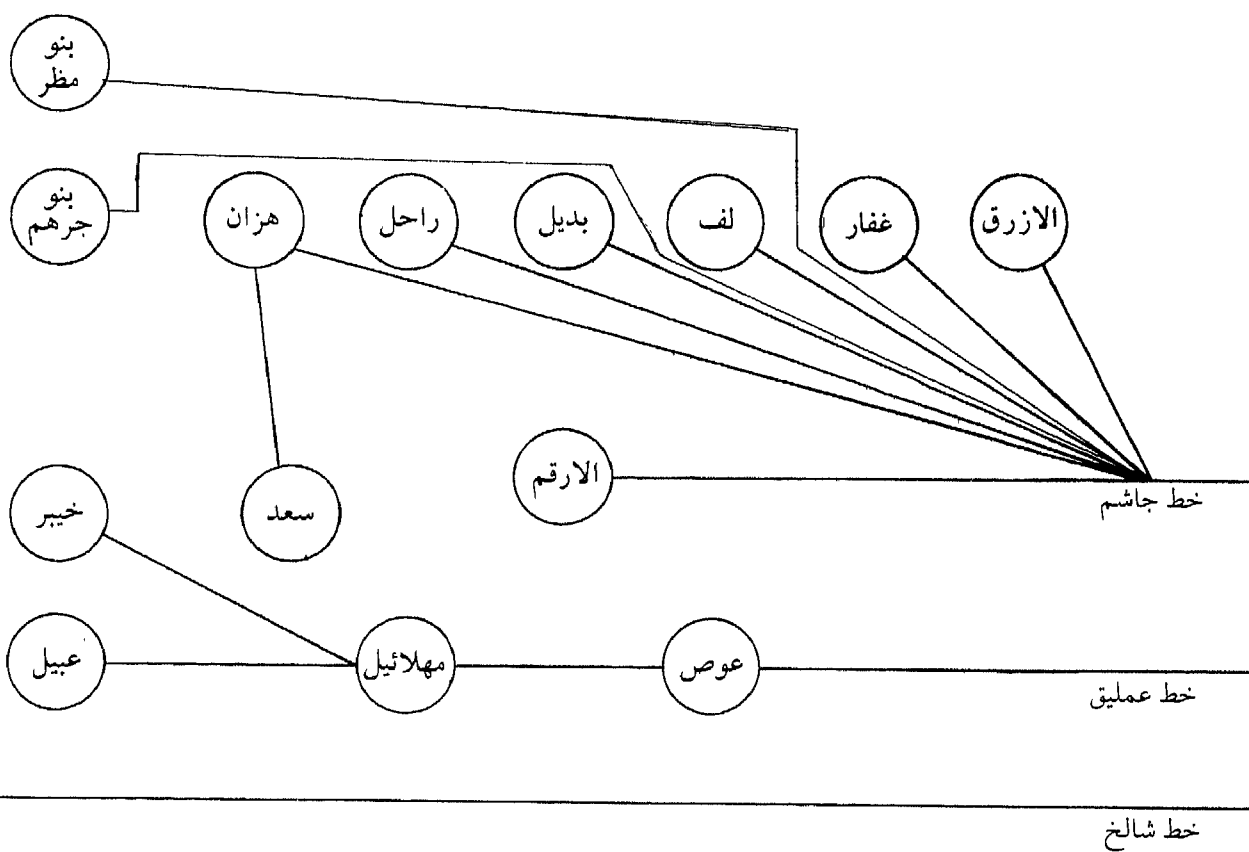 بنو
مظر
الازرق
غفار
لف
بديل
راحل
هزان
بنو
جرهم
الارقم
سعد
خيبر
خط جاشم
عوص
مهلائيل
عبيل
خط عمليق
خط شالخ